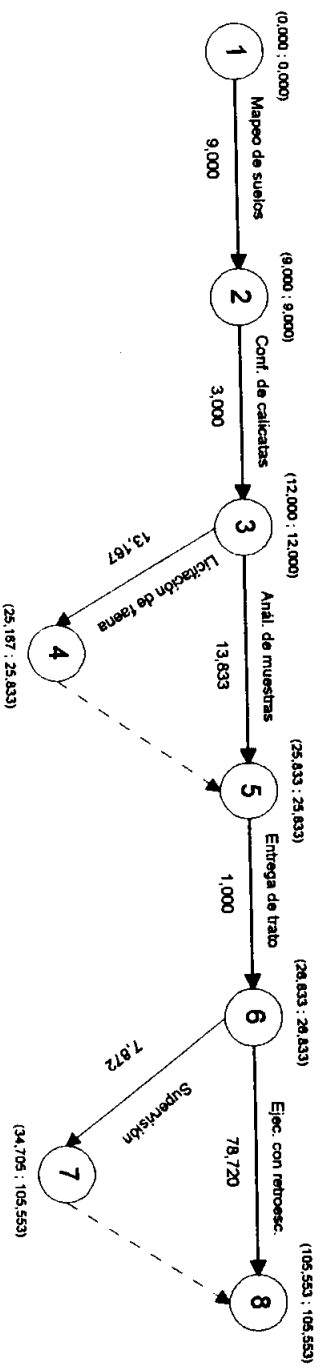 (0,000 ; 0,000)
1
Mapeo de suelos
9,000
(9,000 ; 9,000)
2
Conf. de calicatas
3,000
(12,000 ; 12,000)
3
Anál. de muestras
13,833
13,167
Licitación de faena
4
(25,167 ; 25,833)
5
(25,833 ; 25,833)
Entrega de trato
1,000
(26,833 ; 26,833)
6
Ejec. con retroesc.
78,720
7,872
Supervisión
7
(34,705 ; 105,553)
8
(105,553 ; 105,553)